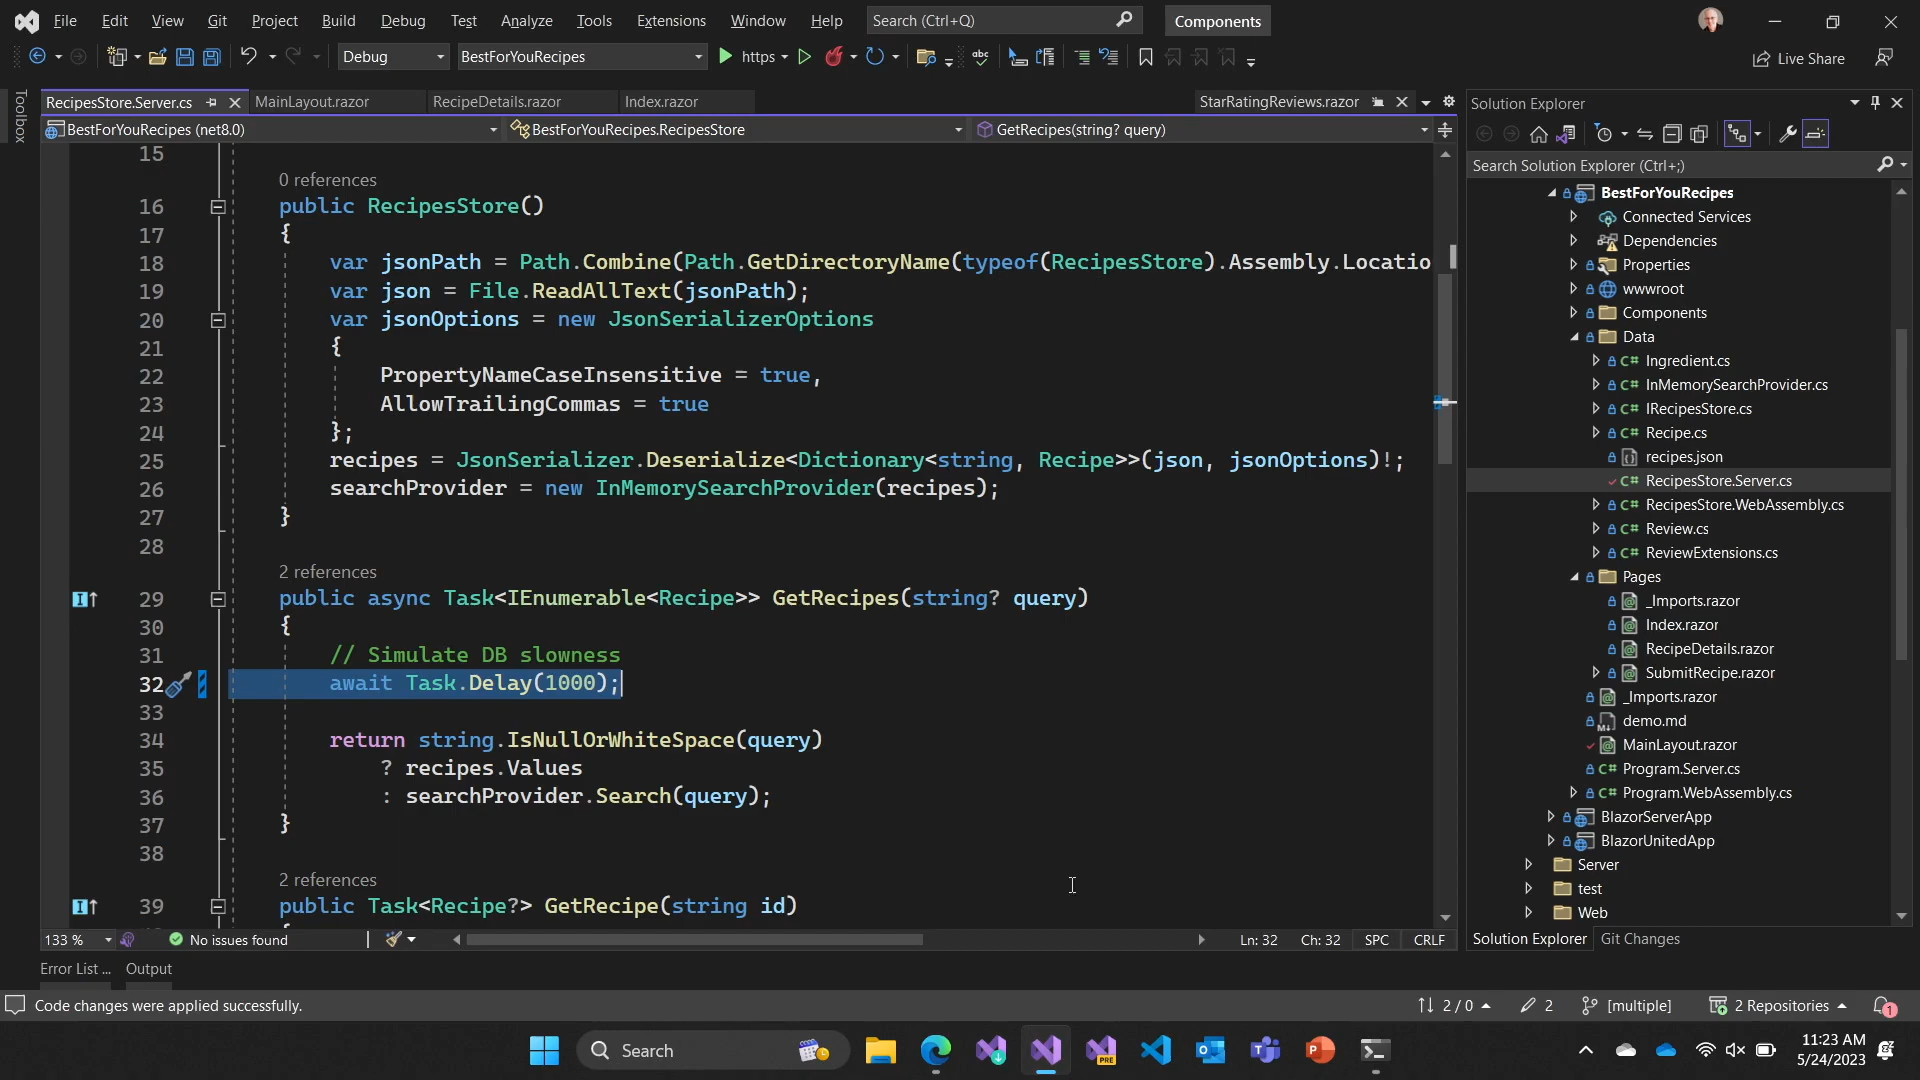 File Edit View Git Project Build Debug Test Analyze Tools Extensions Window Help Search (Ctrl+Q) Components
Debug BestForYouRecipes https Live Share
Toolbox
RecipesStore.Server.cs MainLayout.razor RecipeDetails.razor Index.razor StarRatingReviews.razor
BestForYouRecipes (net8.0) BestForYouRecipes.RecipesStore GetRecipes(string? query)
15
0 references
16 public RecipesStore()
17 {
18 var jsonPath = Path.Combine(Path.GetDirectoryName(typeof(RecipesStore).Assembly.Locatio
19 var json = File.ReadAllText(jsonPath);
20 var jsonOptions = new JsonSerializerOptions
21 {
22 PropertyNameCaseInsensitive = true,
23 AllowTrailingCommas = true
24 };
25 recipes = JsonSerializer.Deserialize<Dictionary<string, Recipe>>(json, jsonOptions)!;
26 searchProvider = new InMemorySearchProvider(recipes);
27 }
28
2 references
29 public async Task<IEnumerable<Recipe>> GetRecipes(string? query)
30 {
31 // Simulate DB slowness
32 await Task.Delay(1000);
33
34 return string.IsNullOrWhiteSpace(query)
35 ? recipes.Values
36 : searchProvider.Search(query);
37 }
38
2 references
39 public Task<Recipe?> GetRecipe(string id)
133 % No issues found Ln: 32 Ch: 32 SPC CRLF
Error List ... Output
Solution Explorer
Search Solution Explorer (Ctrl+;)
BestForYouRecipes
Connected Services
Dependencies
Properties
wwwroot
Components
Data
C# Ingredient.cs
C# InMemorySearchProvider.cs
C# IRecipesStore.cs
C# Recipe.cs
recipes.json
C# RecipesStore.Server.cs
C# RecipesStore.WebAssembly.cs
C# Review.cs
C# ReviewExtensions.cs
Pages
_Imports.razor
Index.razor
RecipeDetails.razor
SubmitRecipe.razor
_Imports.razor
demo.md
MainLayout.razor
C# Program.Server.cs
C# Program.WebAssembly.cs
BlazorServerApp
BlazorUnitedApp
Server
test
Web
Solution Explorer Git Changes
Code changes were applied successfully. 2 / 0 2 [multiple] 2 Repositories 1
Search PRE 11:23 AM
5/24/2023